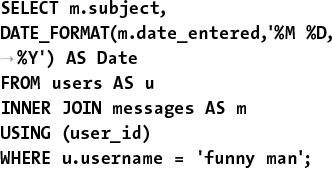 SELECT m.subject,
DATE_FORMAT(m.date_entered,'%M %D,
→%Y') AS Date
FROM users AS u
INNER JOIN messages AS m
USING (user_id)
WHERE u.username = 'funny man';